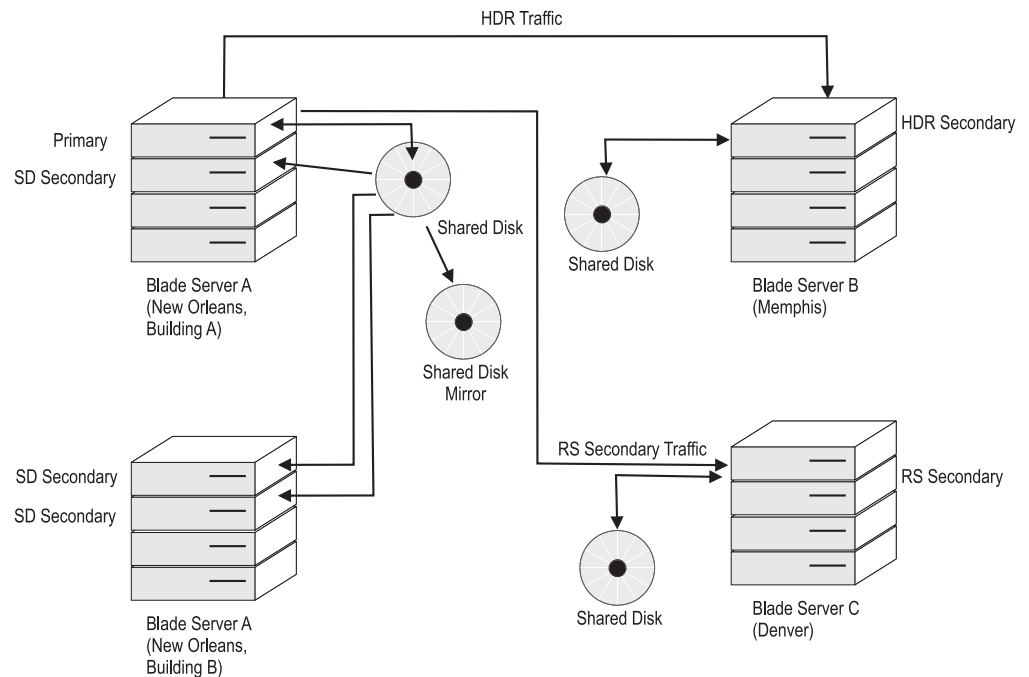 HDR Traffic
Primary
SD Secondary
HDR Secondary
Shared Disk
Shared Disk
Blade Server A
(New Orleans,
Building A)
Blade Server B
(Memphis)
Shared Disk
Mirror
SD Secondary
SD Secondary
RS Secondary Traffic
RS Secondary
Shared Disk
Blade Server A
(New Orleans,
Building B)
Blade Server C
(Denver)